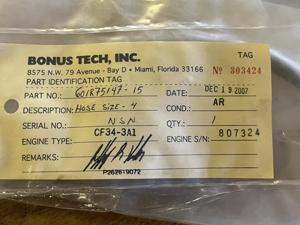 BONUS TECH, INC. TAG
8575 N.W. 79 Avenue - Bay D • Miami, Florida 33166 No 303424
PART IDENTIFICATION TAG
PART NO.: 601R75147-15 DATE: DEC 19 2007
DESCRIPTION: HOSE SIZE - 4 COND.: AR
SERIAL NO.: NSN QTY.: 1
ENGINE TYPE: CF34-3A1 ENGINE S/N: 807324
REMARKS:
P262619072